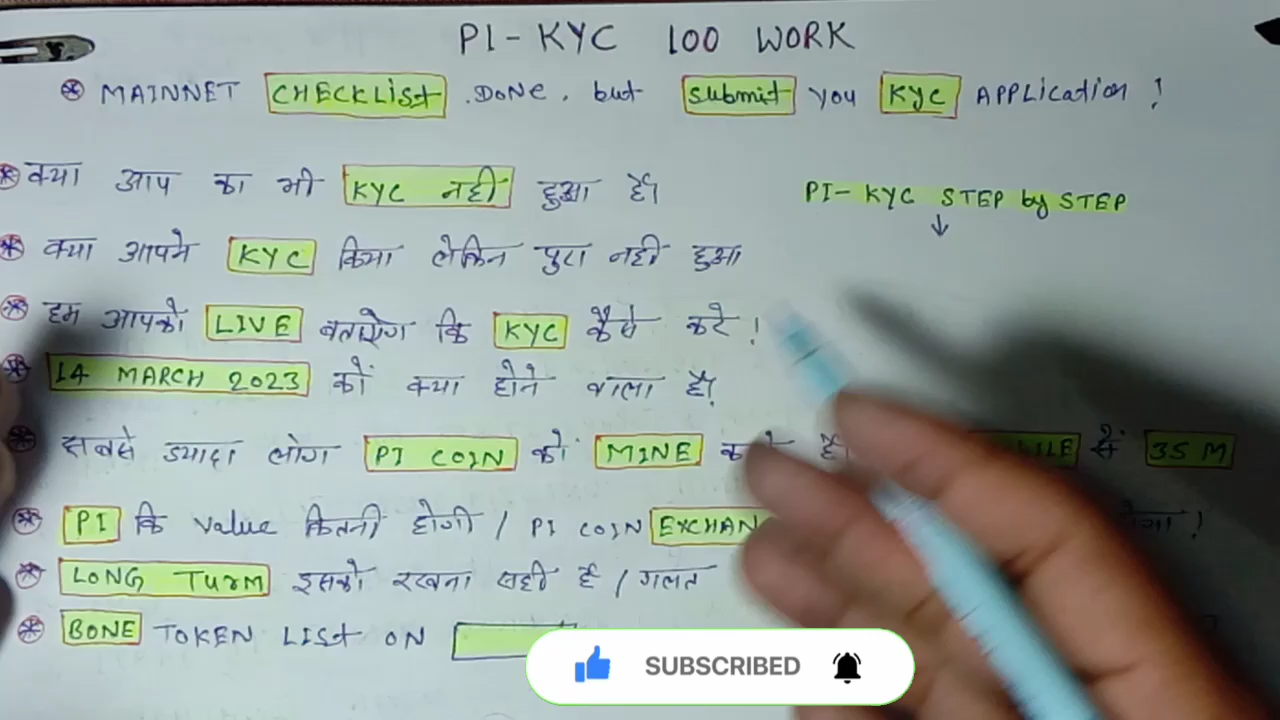 PI-KYC 100 WORK
MAINNET CHECKList .DONe. but submit you Kyc APPLication !
क्या आप का भी KYC नही हुआ है।
क्या आपने KYC किया लेकिन पुरा नही हुआ
PI- KYC STEP by STEP
हम आपको LIVE बताऐंगे कि KYC कैसे करे !
14 MARCH 2023 को क्या होने वाला है।
सबसे ज्यादा लोग PI COIN को MINE है। 35 M
PI कि Value कितनी होगी / PI COIN EXCHAN
LONG TURM इसको रखना सही है / गलत
BONE TOKEN LISt ON
SUBSCRIBED